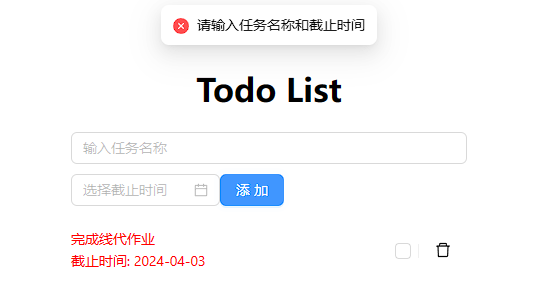 请输入任务名称和截止时间
Todo List
输入任务名称
选择截止时间
添 加
完成线代作业
截止时间: 2024-04-03